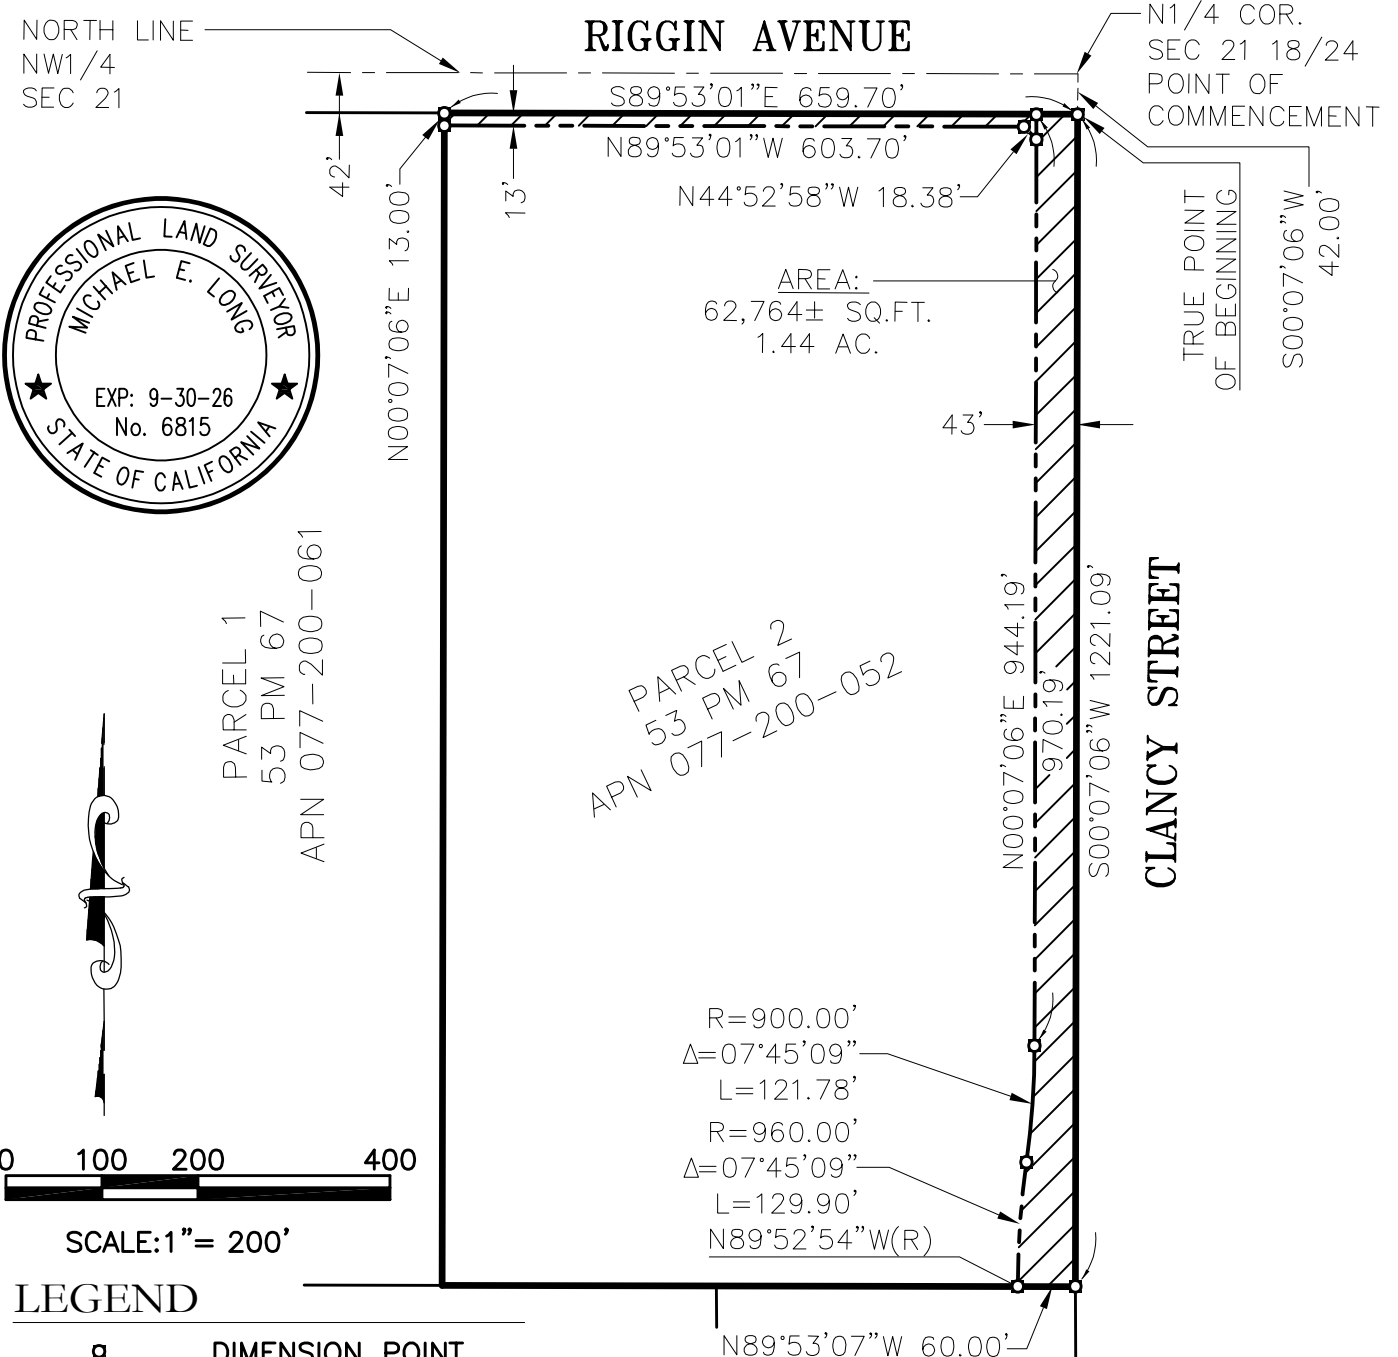 NORTH LINE
NW1/4
SEC 21
RIGGIN AVENUE
N1/4 COR.
SEC 21 18/24
POINT OF
COMMENCEMENT
S89°53'01"E 659.70'
N89°53'01"W 603.70'
N44°52'58"W 18.38'
42'
N00°07'06"E 13.00'
13'
TRUE POINT
OF BEGINNING
S00°07'06"W
42.00'
PROFESSIONAL LAND SURVEYOR
MICHAEL E. LONG
EXP: 9-30-26
No. 6815
STATE OF CALIFORNIA
AREA:
62,764± SQ.FT.
1.44 AC.
43'
PARCEL 1
53 PM 67
APN 077-200-061
PARCEL 2
53 PM 67
APN 077-200-052
N00°07'06"E 944.19'
970.19'
S00°07'06"W 1221.09'
CLANCY STREET
R=900.00'
Δ=07°45'09"
L=121.78'
R=960.00'
Δ=07°45'09"
L=129.90'
N89°52'54"W(R)
N89°53'07"W 60.00'
0 100 200 400
SCALE:1"= 200'
LEGEND
DIMENSION POINT